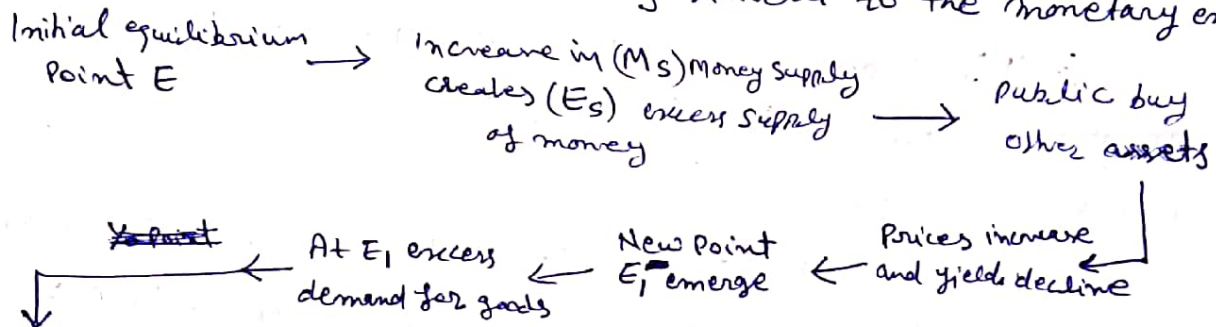 to the monetary
Initial equilibrium
Point E
→ Increase in (Ms) Money Supply
creates (Es) excess supply
of money
→ public buy
other assets
Prices increase
and yields decline
← New Point
E₁ emerge
← At E₁ excess
demand for goods
←